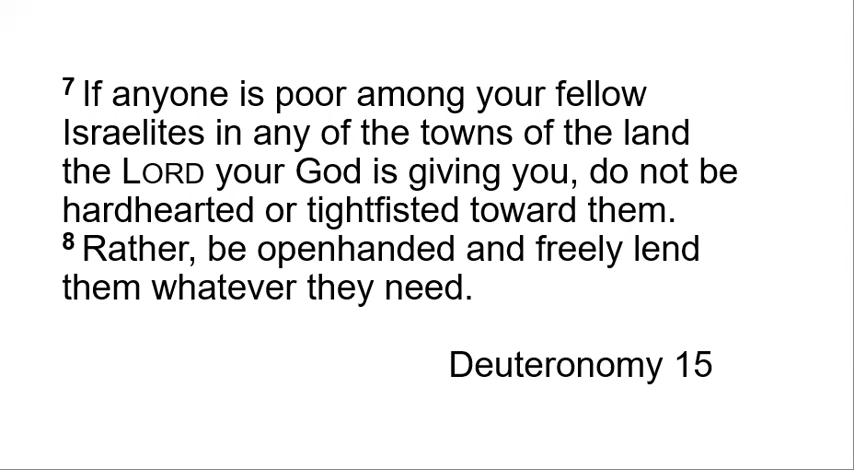 7 If anyone is poor among your fellow
Israelites in any of the towns of the land
the LORD your God is giving you, do not be
hardhearted or tightfisted toward them.
8 Rather, be openhanded and freely lend
them whatever they need.
Deuteronomy 15